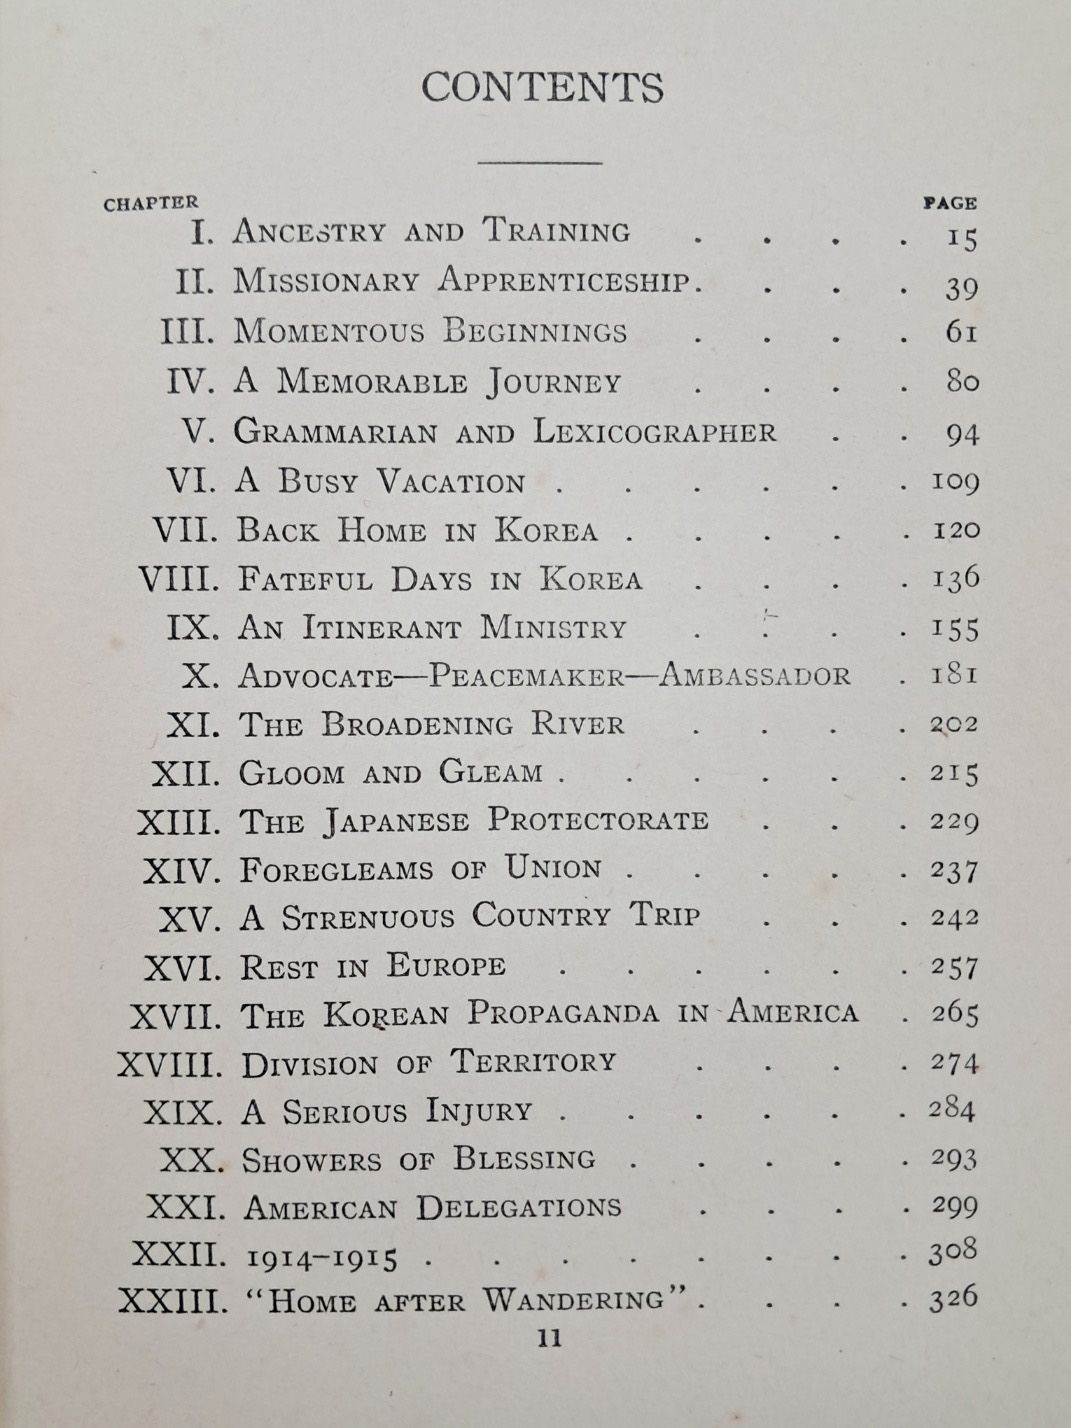 CONTENTS
CHAPTER PAGE
I. ANCESTRY AND TRAINING . . . . 15
II. MISSIONARY APPRENTICESHIP . . . . 39
III. MOMENTOUS BEGINNINGS . . . . 61
IV. A MEMORABLE JOURNEY . . . . 80
V. GRAMMARIAN AND LEXICOGRAPHER . . 94
VI. A BUSY VACATION . . . . . . 109
VII. BACK HOME IN KOREA . . . . . 120
VIII. FATEFUL DAYS IN KOREA . . . . 136
IX. AN ITINERANT MINISTRY . . . . 155
X. ADVOCATE—PEACEMAKER—AMBASSADOR . 181
XI. THE BROADENING RIVER . . . . 202
XII. GLOOM AND GLEAM . . . . . . 215
XIII. THE JAPANESE PROTECTORATE . . . 229
XIV. FOREGLEAMS OF UNION . . . . . 237
XV. A STRENUOUS COUNTRY TRIP . . . 242
XVI. REST IN EUROPE . . . . . . 257
XVII. THE KOREAN PROPAGANDA IN AMERICA . 265
XVIII. DIVISION OF TERRITORY . . . . 274
XIX. A SERIOUS INJURY . . . . . . 284
XX. SHOWERS OF BLESSING . . . . . 293
XXI. AMERICAN DELEGATIONS . . . . 299
XXII. 1914–1915 . . . . . . . . 308
XXIII. "HOME AFTER WANDERING" . . . . 326
11